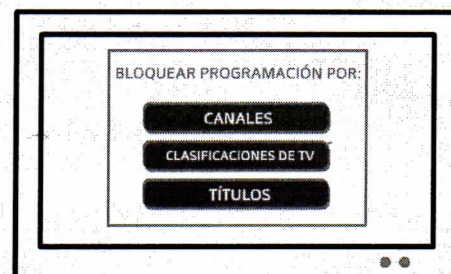 BLOQUEAR PROGRAMACIÓN POR:
CANALES
CLASIFICACIONES DE TV
TÍTULOS